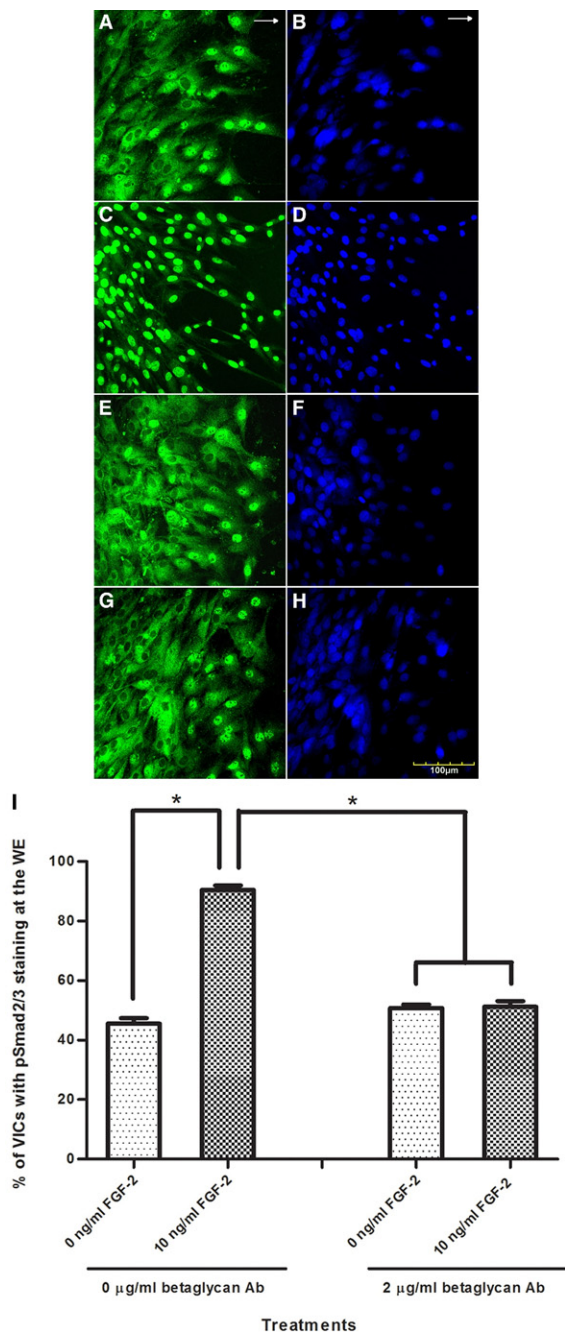 A
B
C
D
E
F
G
H
100µm
I
*
*
% of VICs with pSmad2/3 staining at the WE
100
80
60
40
20
0
0 ng/ml FGF-2
10 ng/ml FGF-2
0 ng/ml FGF-2
10 ng/ml FGF-2
0 µg/ml betaglycan Ab
2 µg/ml betaglycan Ab
Treatments